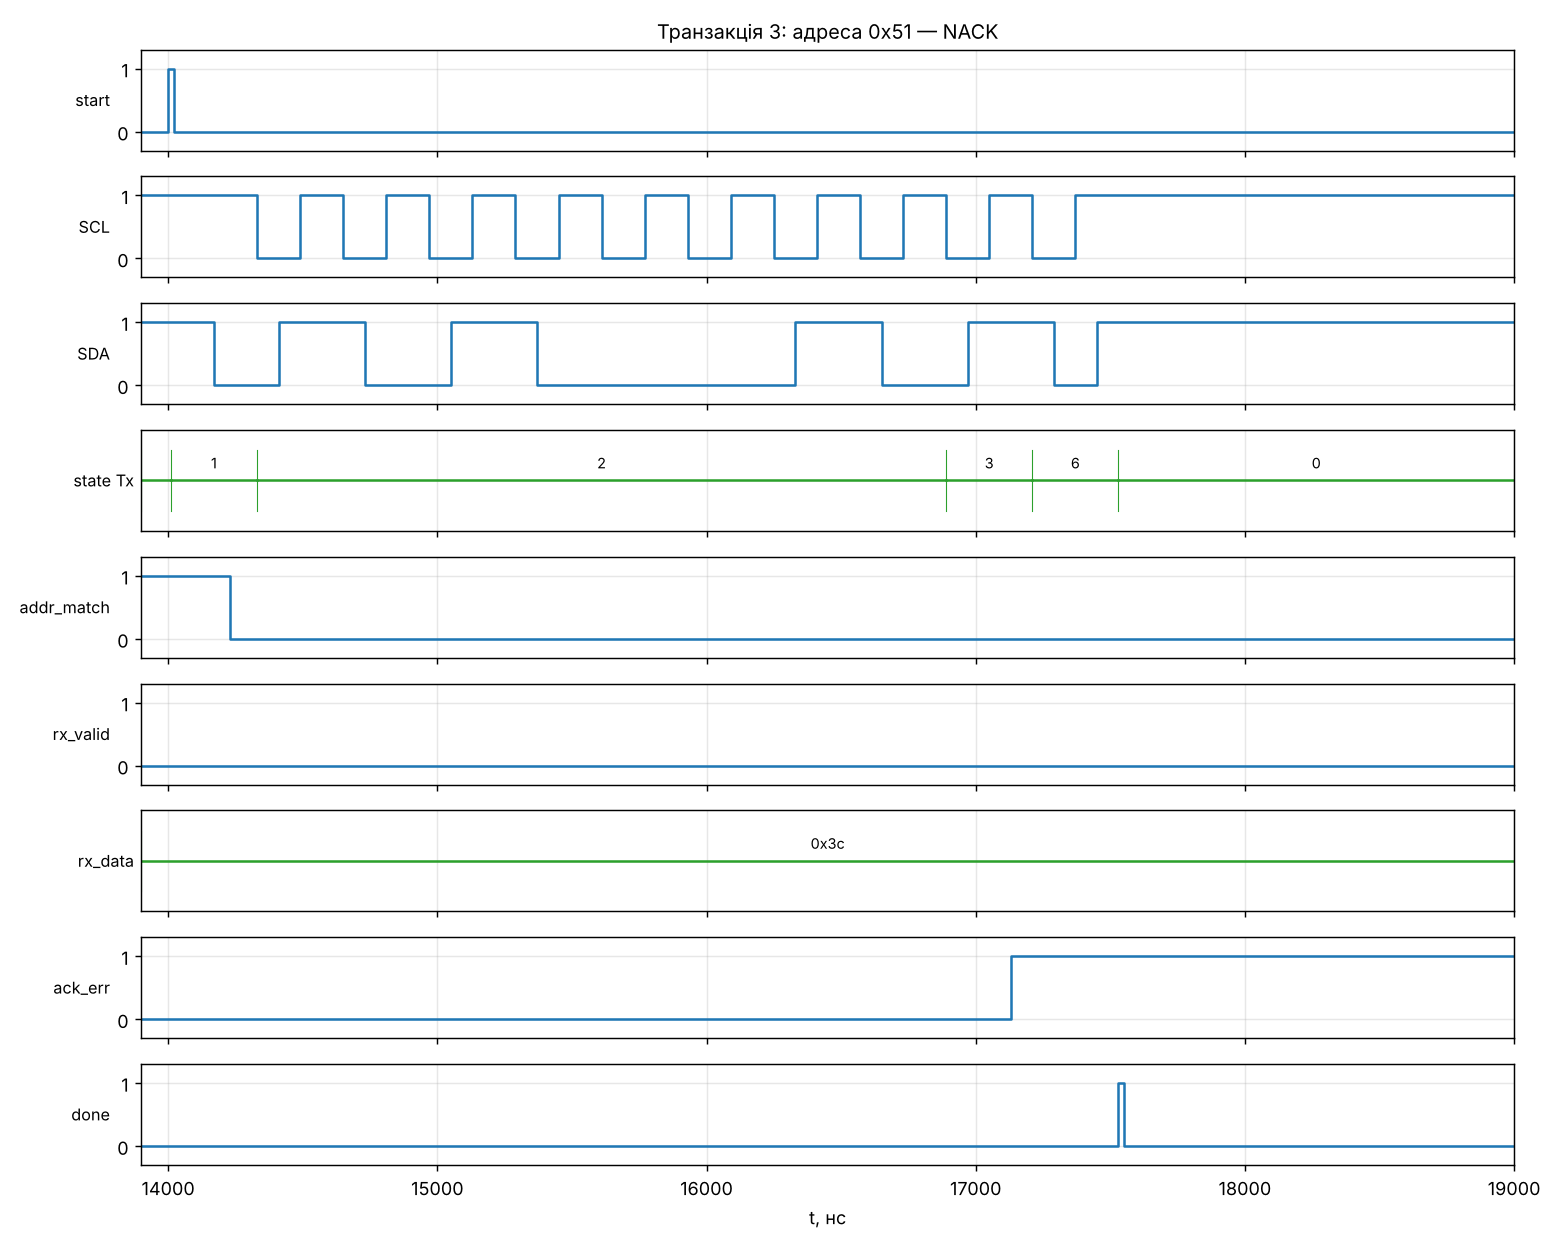 Транзакція 3: адреса 0x51 — NACK
1
start
0
1
SCL
0
1
SDA
0
state Tx
1
2
3
6
0
1
addr_match
0
1
rx_valid
0
rx_data
0x3c
1
ack_err
0
1
done
0
14000
15000
16000
17000
18000
19000
t, нс